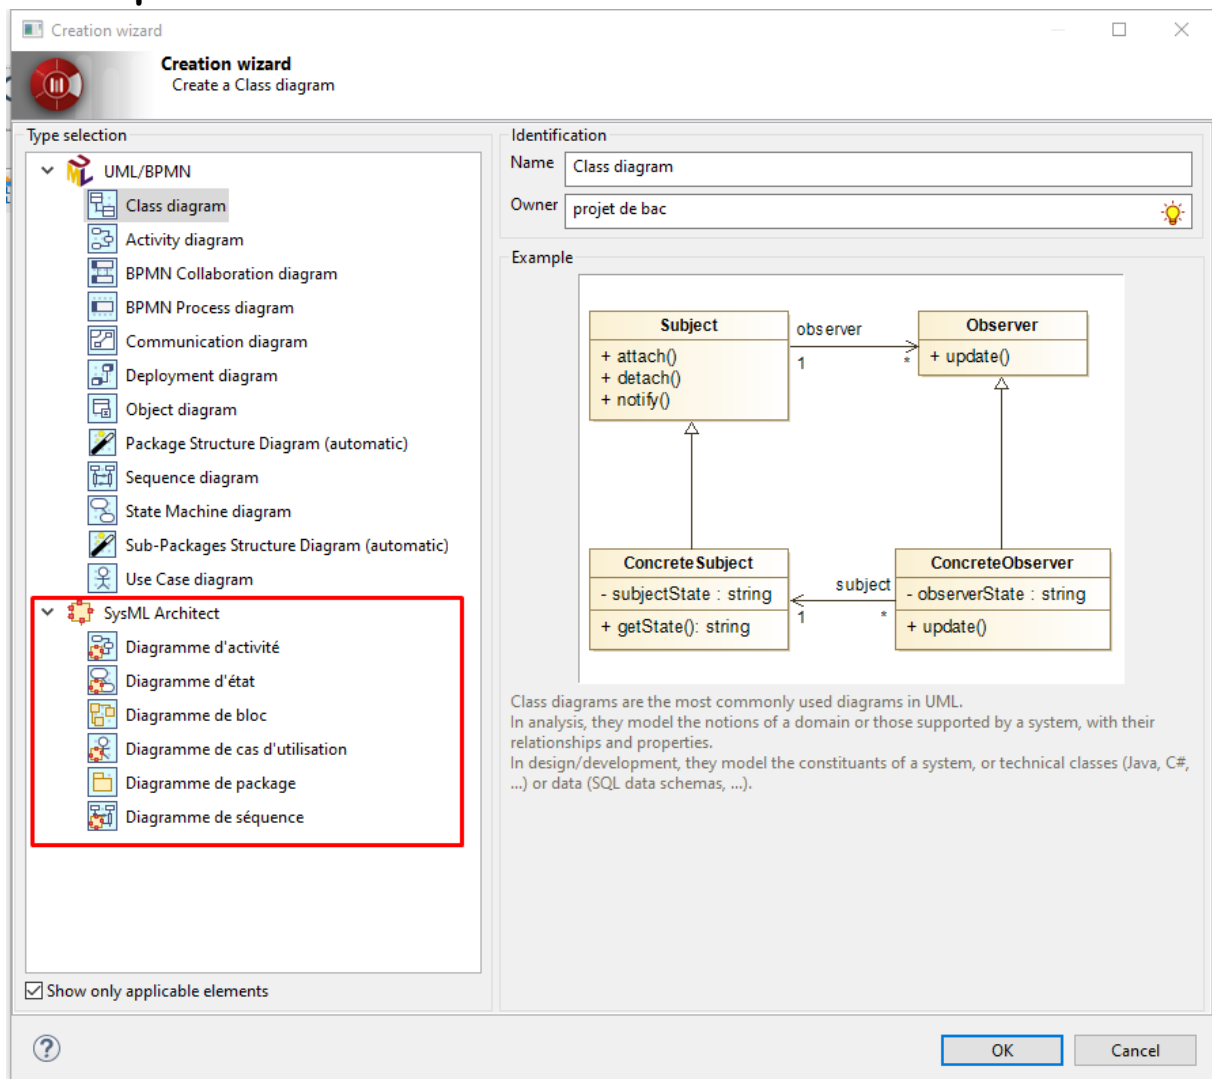 Creation wizard
Creation wizard
Create a Class diagram
Type selection
UML/BPMN
Class diagram
Activity diagram
BPMN Collaboration diagram
BPMN Process diagram
Communication diagram
Deployment diagram
Object diagram
Package Structure Diagram (automatic)
Sequence diagram
State Machine diagram
Sub-Packages Structure Diagram (automatic)
Use Case diagram
SysML Architect
Diagramme d'activité
Diagramme d'état
Diagramme de bloc
Diagramme de cas d'utilisation
Diagramme de package
Diagramme de séquence
Show only applicable elements
Identification
Name Class diagram
Owner projet de bac
Example
Subject
+ attach()
+ detach()
+ notify()
observer
1 *
Observer
+ update()
ConcreteSubject
- subjectState : string
+ getState(): string
subject
1 *
ConcreteObserver
- observerState : string
+ update()
Class diagrams are the most commonly used diagrams in UML.
In analysis, they model the notions of a domain or those supported by a system, with their
relationships and properties.
In design/development, they model the constituants of a system, or technical classes (Java, C#,
...) or data (SQL data schemas, ...).
?
OK Cancel